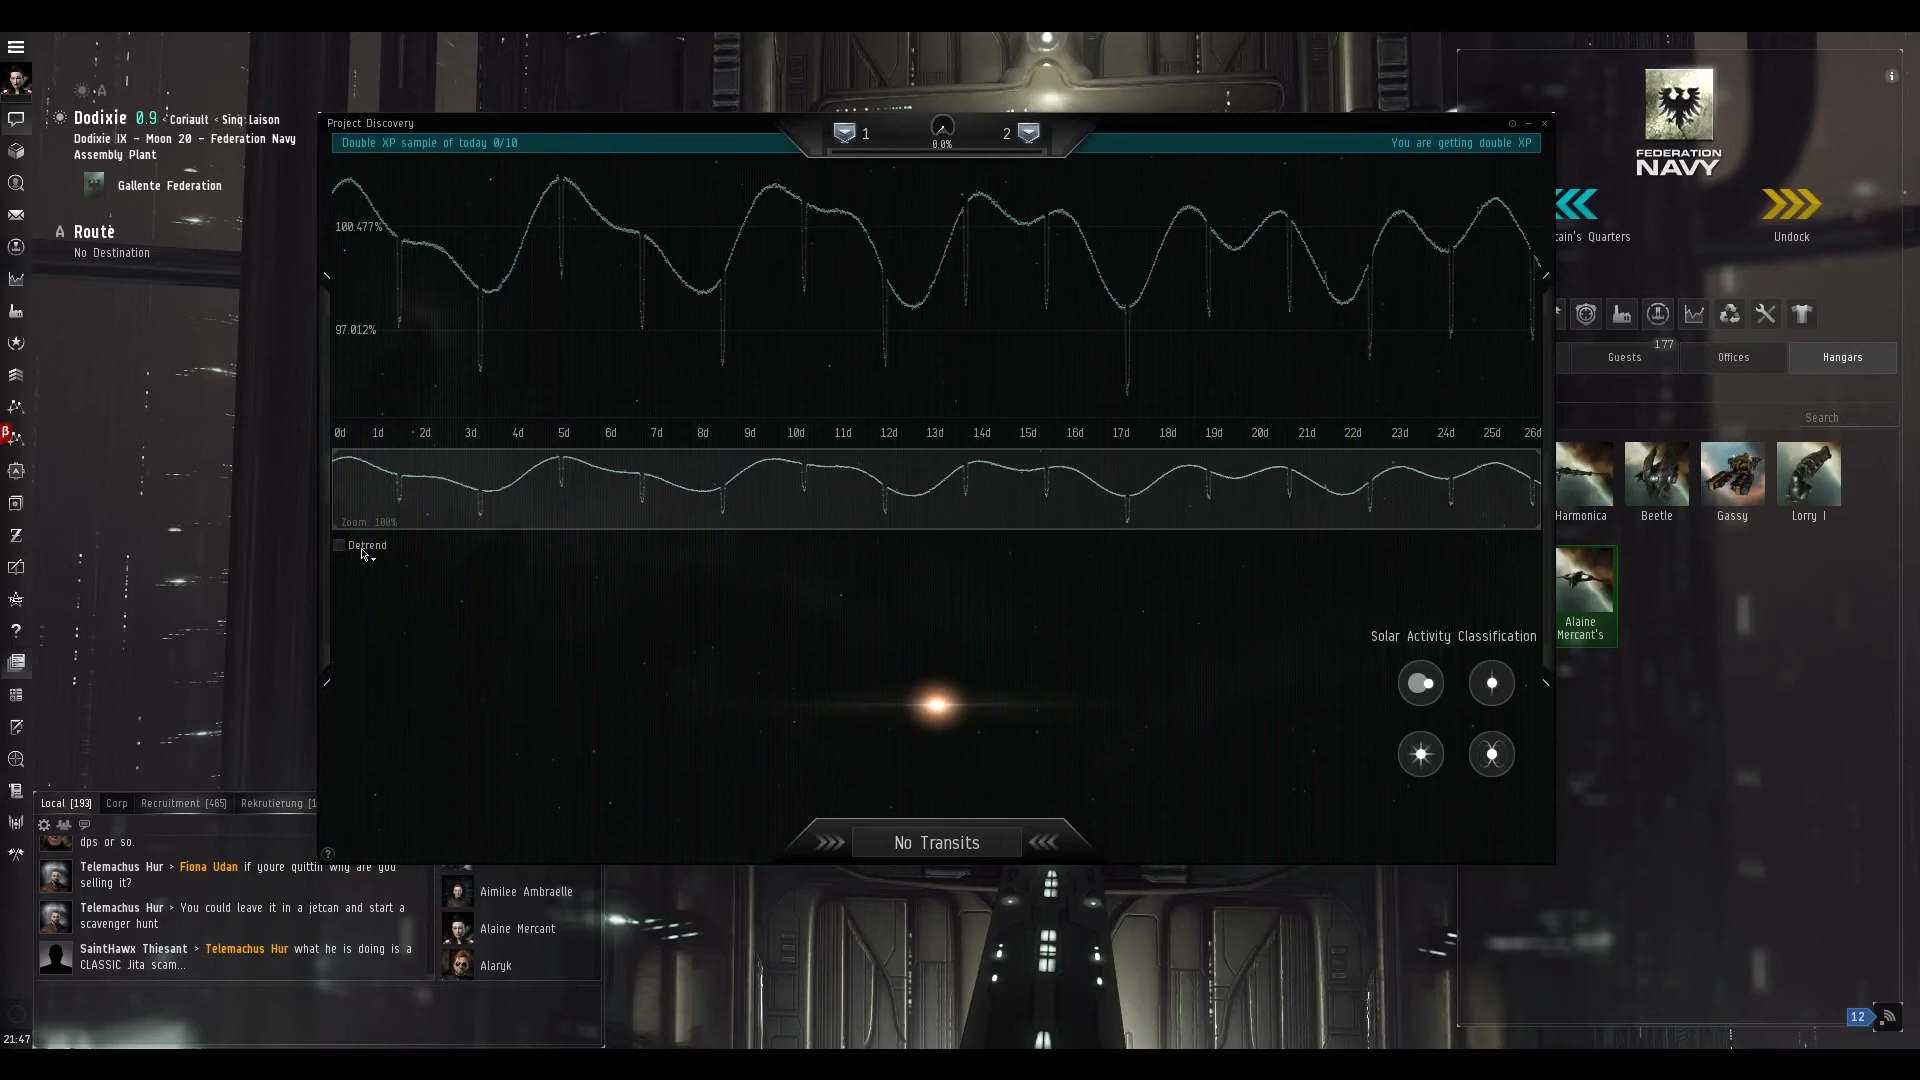 Dodixie 0.9 < Coriault < Sinq Laison
Dodixie IX - Moon 20 - Federation Navy
Assembly Plant
Gallente Federation
A
Route
No Destination
β
Project Discovery
1
2
0.0%
Double XP sample of today 0/10
You are getting double XP
100.477%
97.012%
0d 1d 2d 3d 4d 5d 6d 7d 8d 9d 10d 11d 12d 13d 14d 15d 16d 17d 18d 19d 20d 21d 22d 23d 24d 25d 26d
Zoom 100%
Detrend
Solar Activity Classification
No Transits
FEDERATION
NAVY
tain's Quarters
Undock
177
Guests
Offices
Hangars
Search
Harmonica
Beetle
Gassy
Lorry I
Alaine
Mercant's
Local [193]
Corp
Recruitment [465]
Rekrutierung [1
dps or so.
Telemachus Hur > Fiona Udan if youre quittin why are you
selling it?
Telemachus Hur > You could leave it in a jetcan and start a
scavenger hunt
SaintHawx Thiesant > Telemachus Hur what he is doing is a
CLASSIC Jita scam...
Aimilee Ambraelle
Alaine Mercant
Alaryk
21:47
12